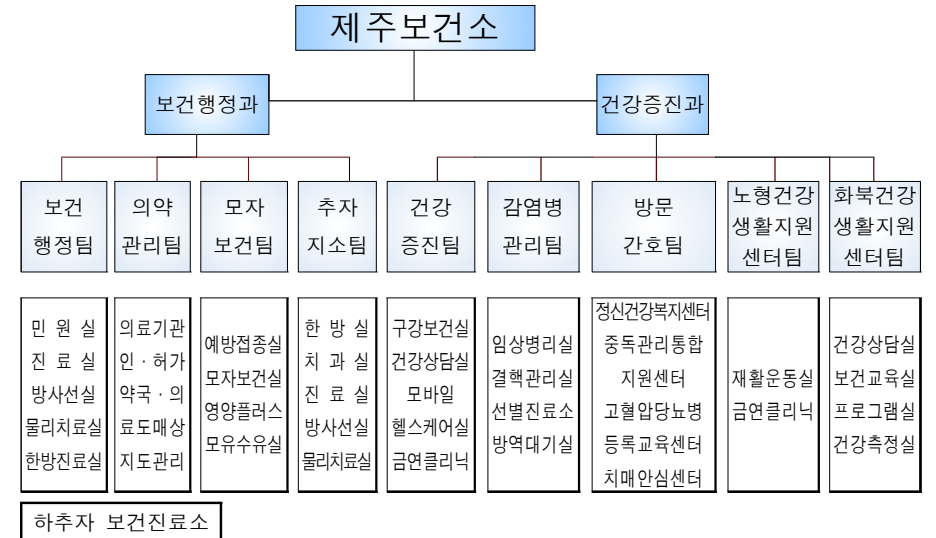 제주보건소
보건행정과
건강증진과
보건
행정팀
의약
관리팀
모자
보건팀
추자
지소팀
건강
증진팀
감염병
관리팀
방문
간호팀
노형건강
생활지원
센터팀
화북건강
생활지원
센터팀
민 원 실
진 료 실
방사선실
물리치료실
한방진료실
의료기관
인·허가
약국·의
료도매상
지도관리
예방접종실
모자보건실
영양플러스
모유수유실
한 방 실
치 과 실
진 료 실
방사선실
물리치료실
구강보건실
건강상담실
모바일
헬스케어실
금연클리닉
임상병리실
결핵관리실
선별진료소
방역대기실
정신건강복지센터
중독관리통합
지원센터
고혈압당뇨병
등록교육센터
치매안심센터
재활운동실
금연클리닉
건강상담실
보건교육실
프로그램실
건강측정실
하추자 보건진료소